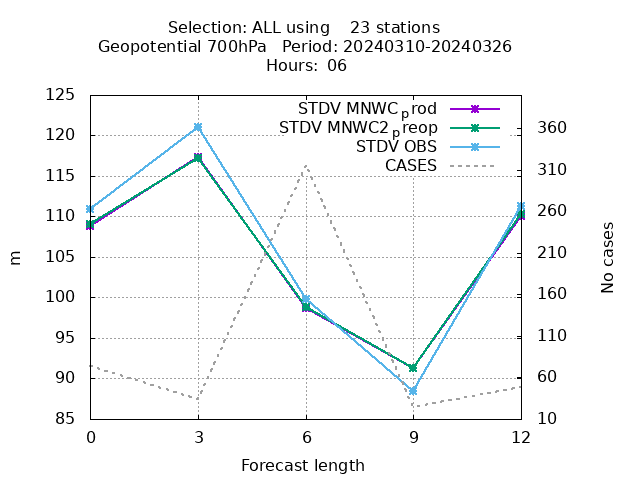 Selection: ALL using    23 stations
Geopotential 700hPa   Period: 20240310-20240326
Hours:  06
STDV MNWC_prod
STDV MNWC2_preop
STDV OBS
CASES
m
125
120
115
110
105
100
95
90
85
No cases
360
310
260
210
160
110
60
10
0 3 6 9 12
Forecast length